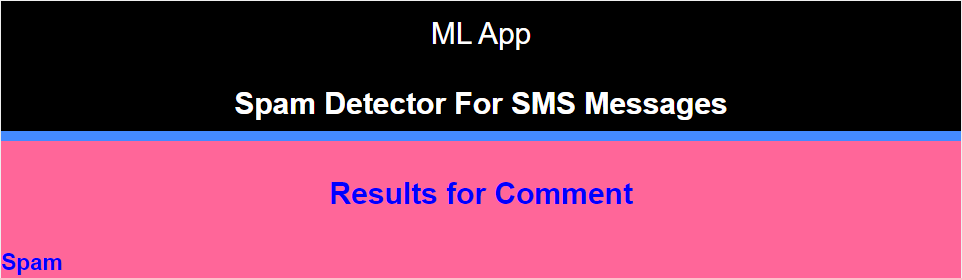 ML App
Spam Detector For SMS Messages
Results for Comment
Spam